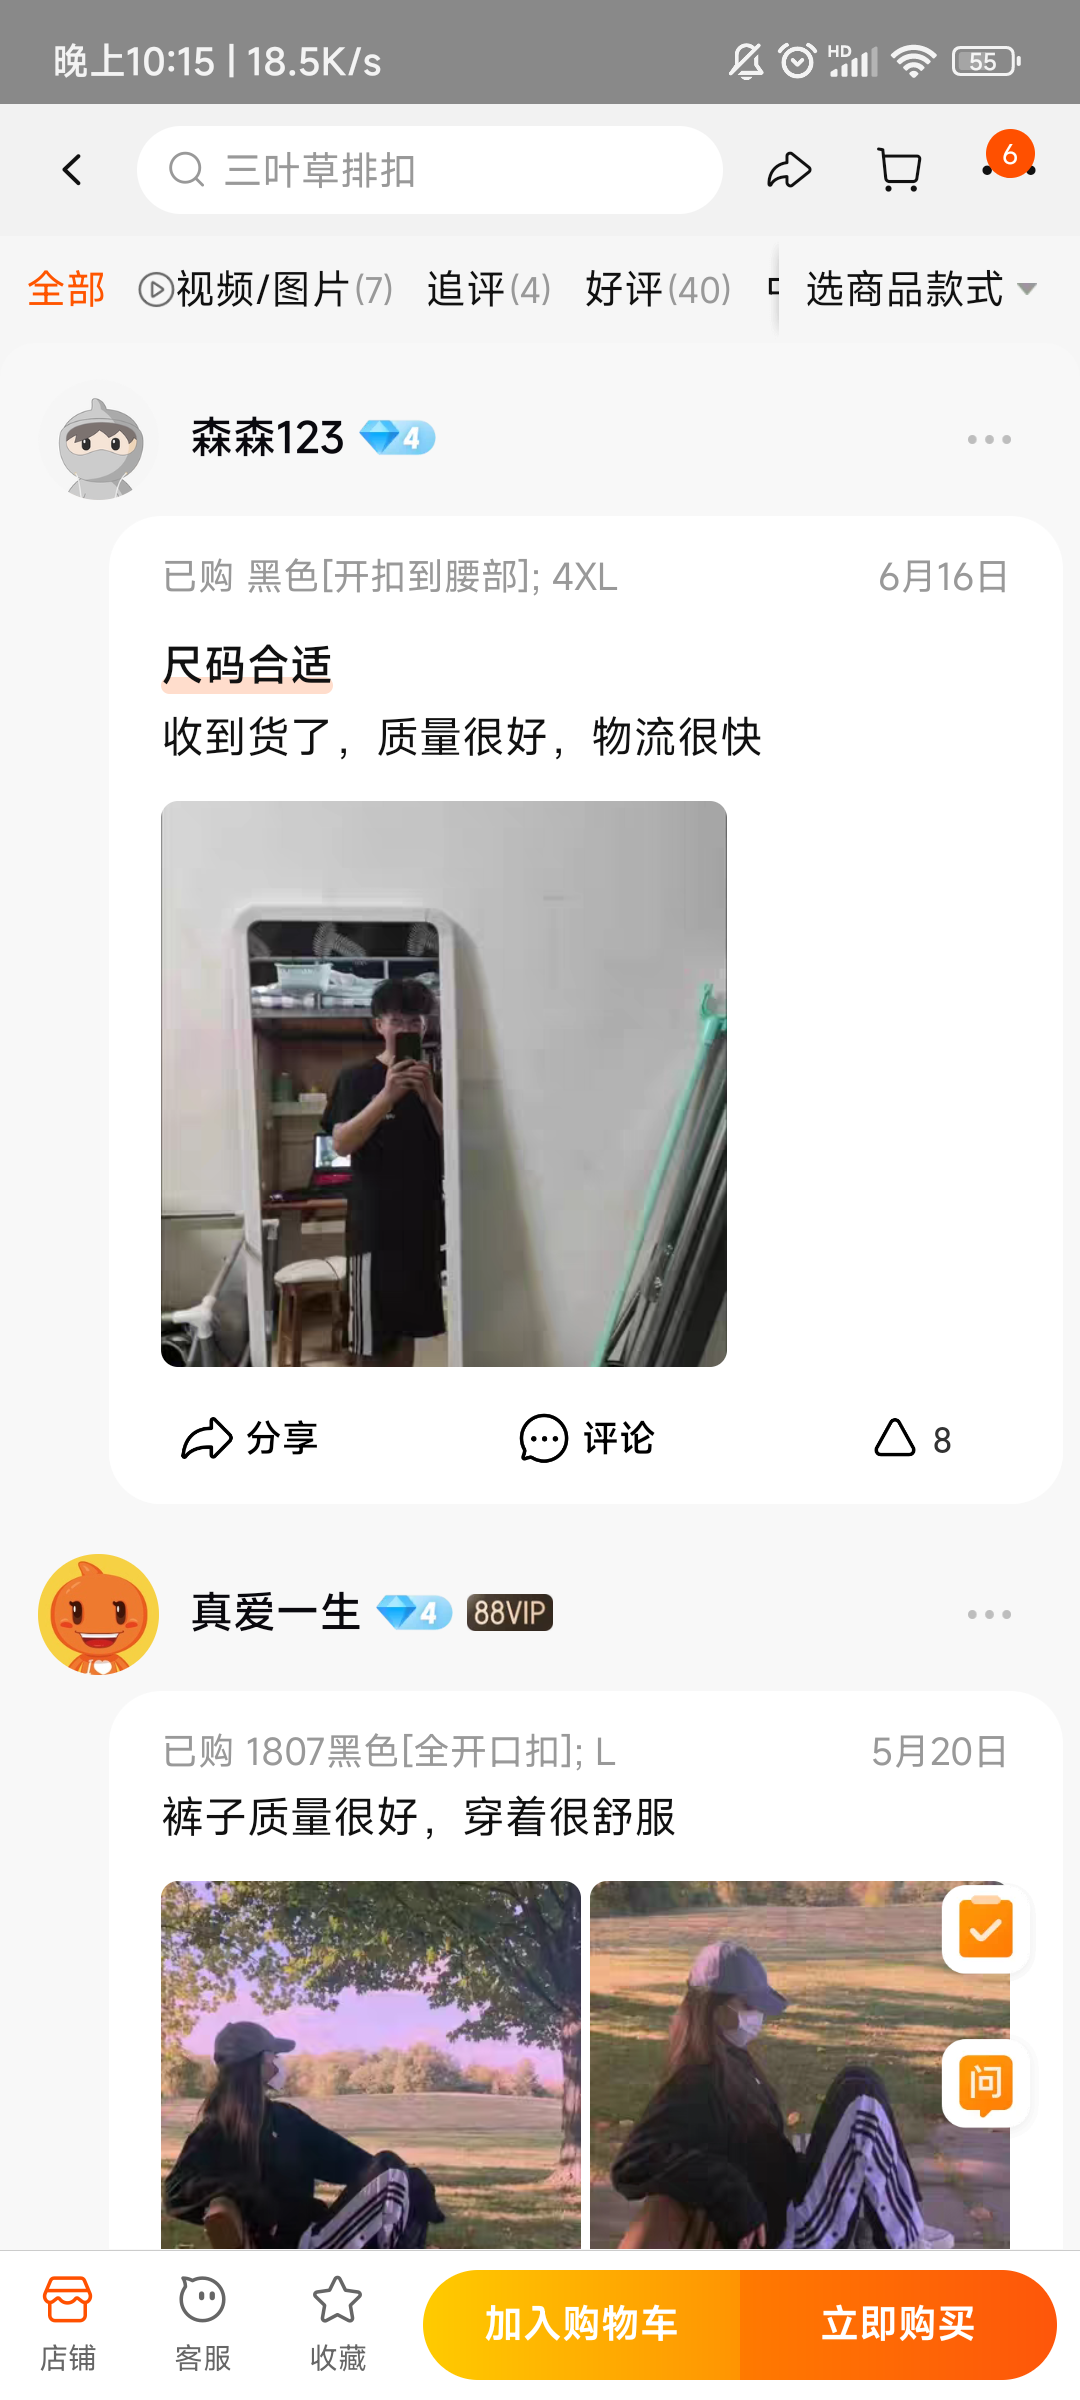 晚上10:15 | 18.5K/s
HD
55
三叶草排扣
6
全部 视频/图片(7) 追评(4) 好评(40) 选商品款式
森森123 4
已购 黑色[开扣到腰部]; 4XL 6月16日
尺码合适
收到货了，质量很好，物流很快
分享 评论 8
真爱一生 4 88VIP
已购 1807黑色[全开口扣]; L 5月20日
裤子质量很好，穿着很舒服
问
店铺 客服 收藏 加入购物车 立即购买